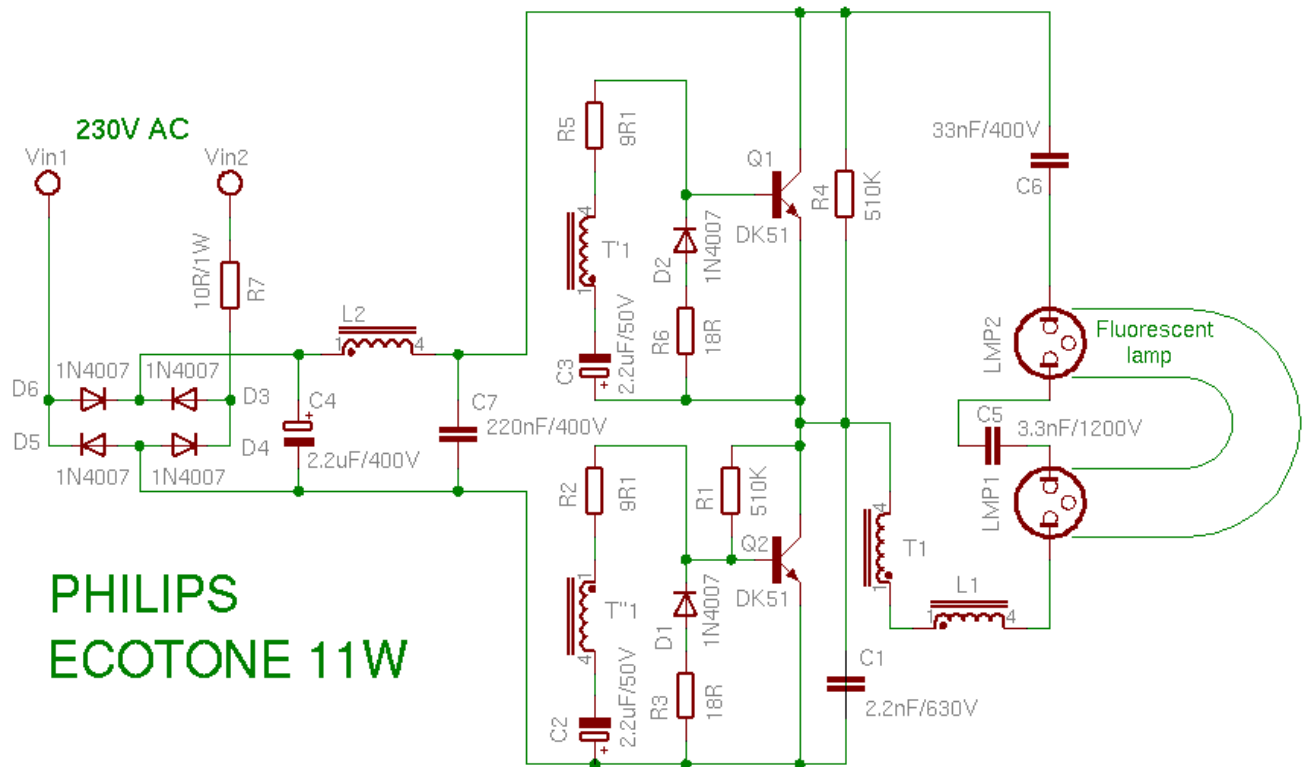 230V AC
Vin1
Vin2
10R/1W
R7
D6
1N4007
1N4007
D3
D5
1N4007
1N4007
D4
C4
+
2.2uF/400V
L2
1
4
C7
220nF/400V
R5
9R1
4
T'1
1
C3
2.2uF/50V
+
D2
1N4007
R6
18R
Q1
DK51
R4
510K
33nF/400V
C6
LMP2
Fluorescent
lamp
C5
3.3nF/1200V
LMP1
R2
9R1
1
T"1
4
C2
2.2uF/50V
+
R1
510K
Q2
DK51
D1
1N4007
R3
18R
4
T1
1
L1
1
4
C1
2.2nF/630V
PHILIPS
ECOTONE 11W